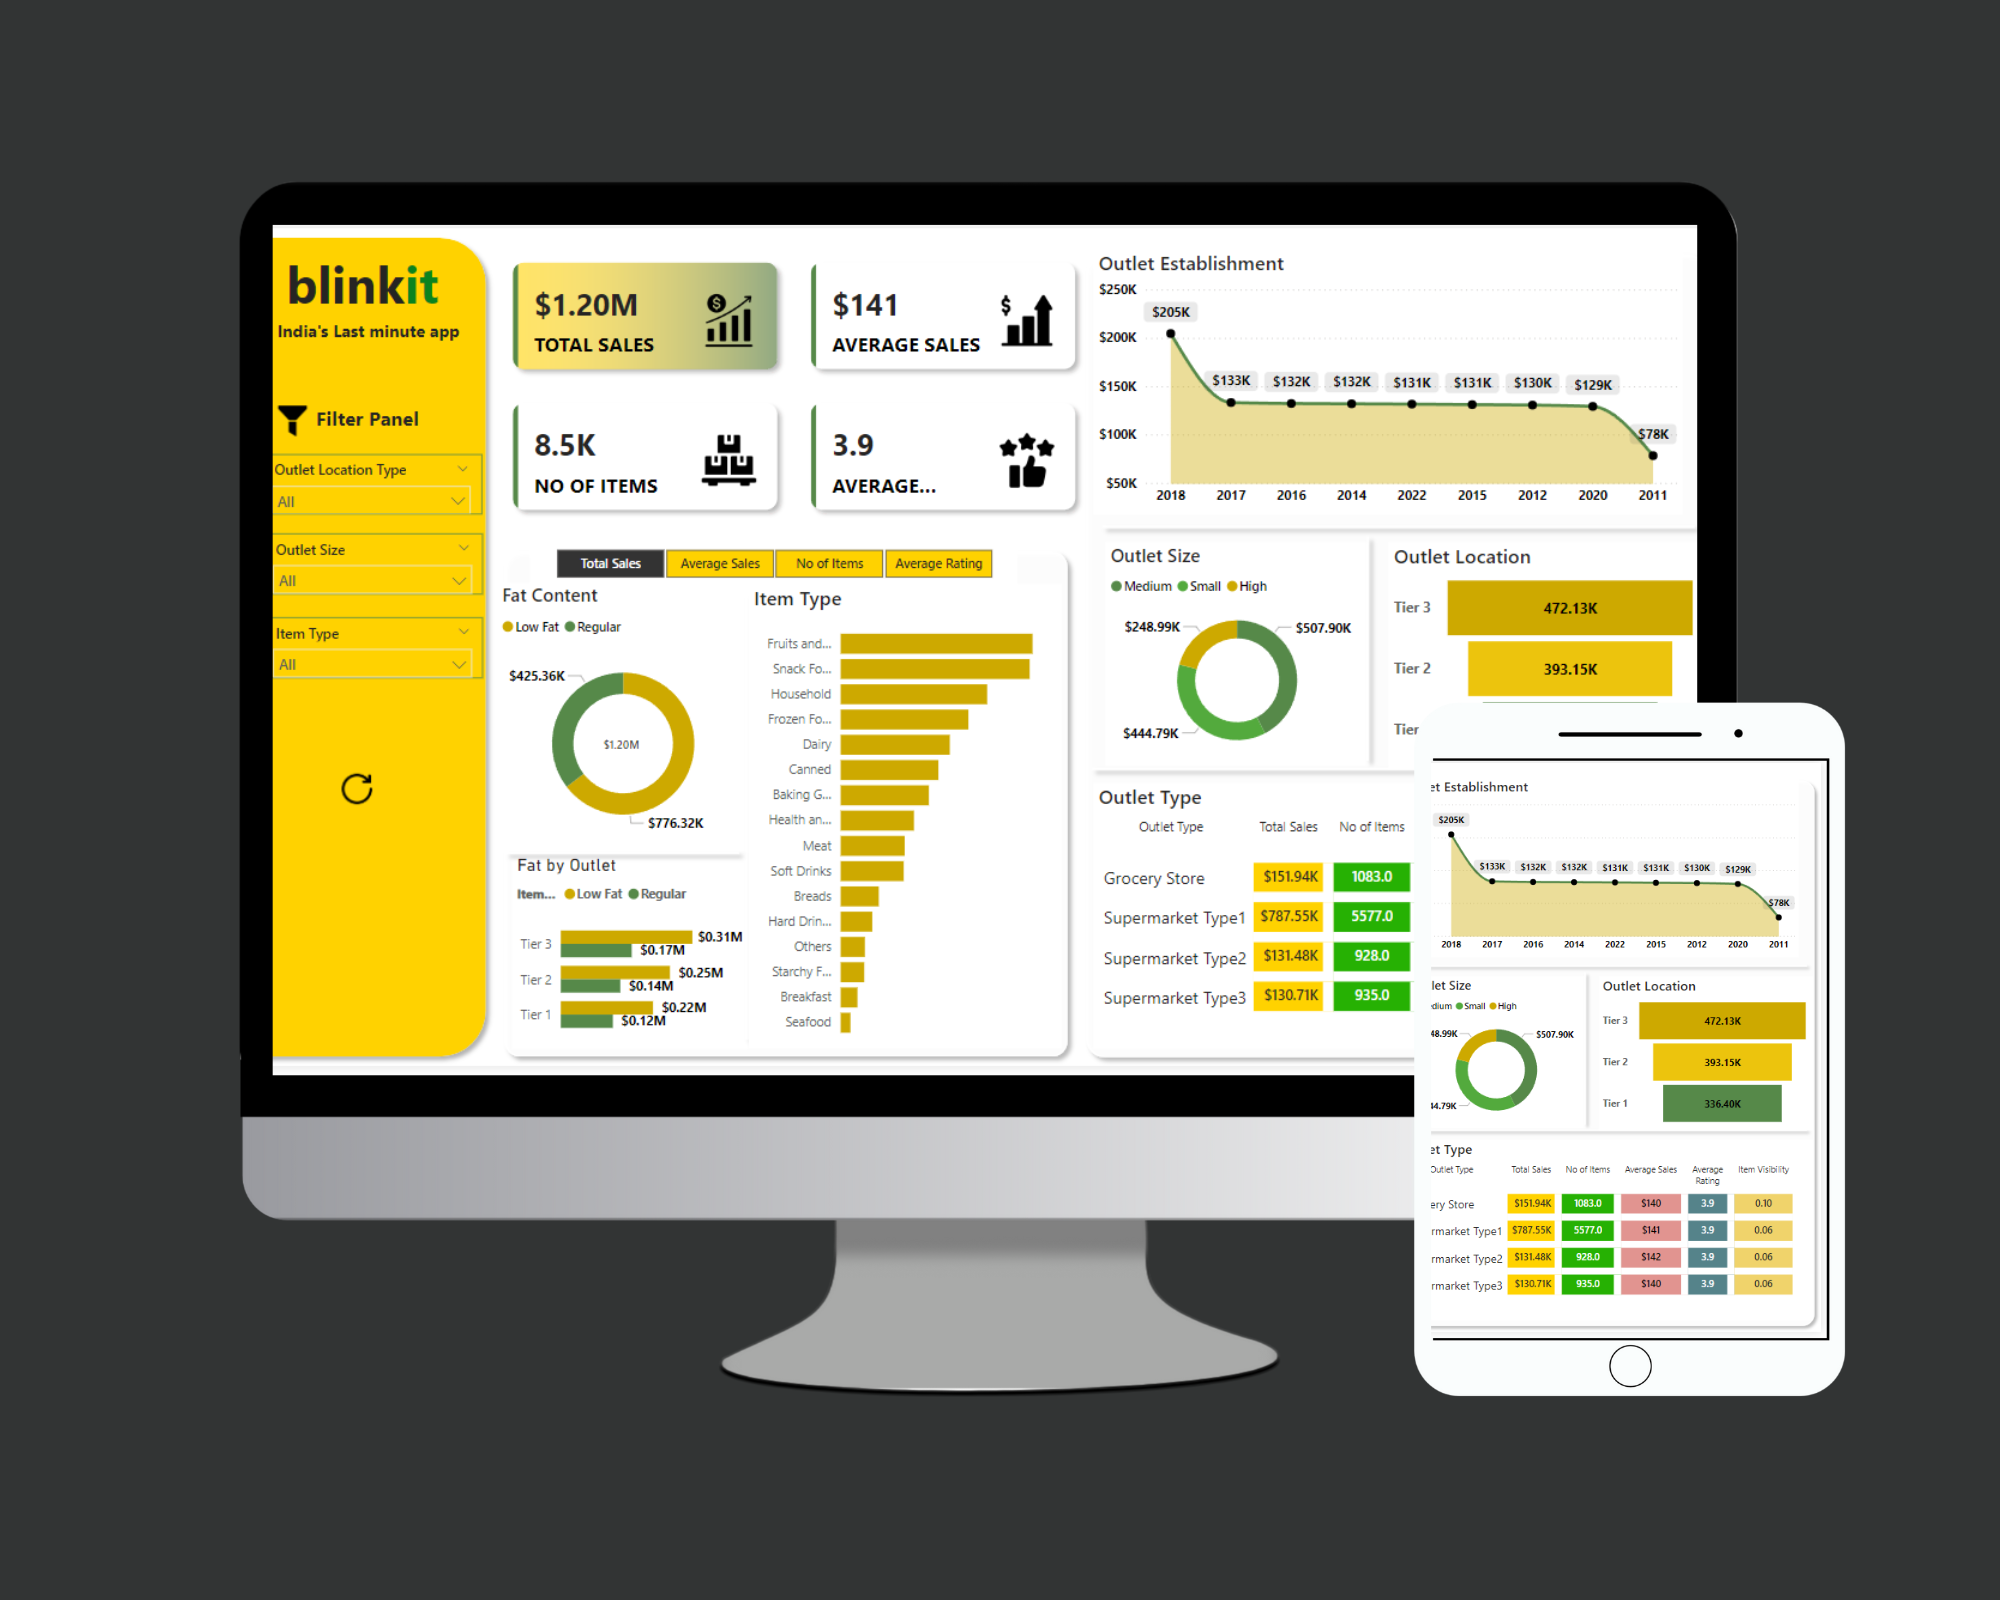 blinkit
India's Last minute app
Filter Panel
Outlet Location Type
All
Outlet Size
All
Item Type
All
$1.20M
TOTAL SALES
$141
AVERAGE SALES
8.5K
NO OF ITEMS
3.9
AVERAGE...
Total Sales Average Sales No of Items Average Rating
Fat Content
Low Fat Regular
$425.36K
$1.20M
$776.32K
Fat by Outlet
Item... Low Fat Regular
Tier 3 $0.31M
$0.17M
Tier 2 $0.25M
$0.14M
Tier 1 $0.22M
$0.12M
Item Type
Fruits and...
Snack Fo...
Household
Frozen Fo...
Dairy
Canned
Baking G...
Health an...
Meat
Soft Drinks
Breads
Hard Drin...
Others
Starchy F...
Breakfast
Seafood
Outlet Establishment
$250K
$200K
$150K
$100K
$50K
$205K $133K $132K $132K $131K $131K $130K $129K $78K
2018 2017 2016 2014 2022 2015 2012 2020 2011
Outlet Size
Medium Small High
$248.99K $507.90K
$444.79K
Outlet Location
Tier 3 472.13K
Tier 2 393.15K
Tier
Outlet Type
Outlet Type Total Sales No of Items
Grocery Store $151.94K 1083.0
Supermarket Type1 $787.55K 5577.0
Supermarket Type2 $131.48K 928.0
Supermarket Type3 $130.71K 935.0
et Establishment
$205K $133K $132K $132K $131K $131K $130K $129K $78K
2018 2017 2016 2014 2022 2015 2012 2020 2011
let Size
dium Small High
48.99K $507.90K
44.79K
Outlet Location
Tier 3 472.13K
Tier 2 393.15K
Tier 1 336.40K
et Type
Outlet Type Total Sales No of Items Average Sales Average Rating Item Visibility
ery Store $151.94K 1083.0 $140 3.9 0.10
rmarket Type1 $787.55K 5577.0 $141 3.9 0.06
rmarket Type2 $131.48K 928.0 $142 3.9 0.06
rmarket Type3 $130.71K 935.0 $140 3.9 0.06